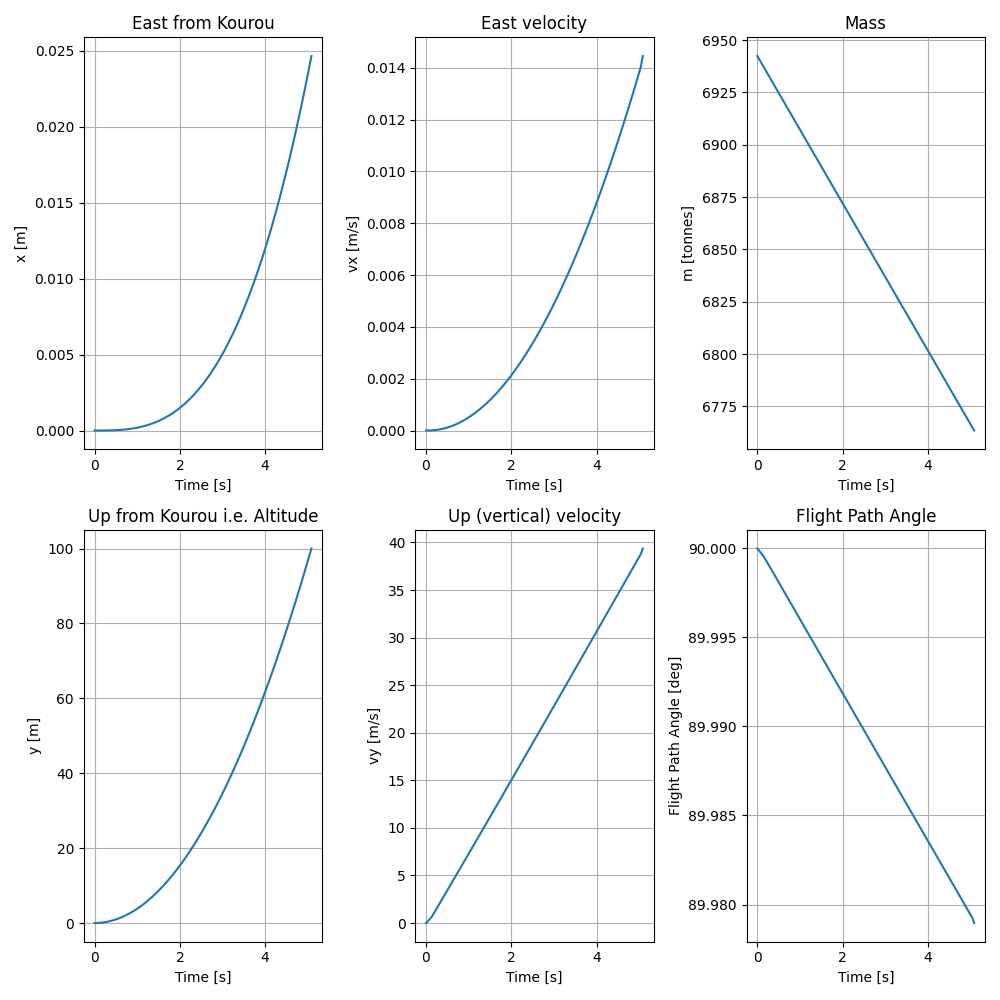 East from Kourou
x [m]
0.025
0.020
0.015
0.010
0.005
0.000
0 2 4
Time [s]
East velocity
vx [m/s]
0.014
0.012
0.010
0.008
0.006
0.004
0.002
0.000
0 2 4
Time [s]
Mass
m [tonnes]
6950
6925
6900
6875
6850
6825
6800
6775
0 2 4
Time [s]
Up from Kourou i.e. Altitude
y [m]
100
80
60
40
20
0
0 2 4
Time [s]
Up (vertical) velocity
vy [m/s]
40
35
30
25
20
15
10
5
0
0 2 4
Time [s]
Flight Path Angle
Flight Path Angle [deg]
90.000
89.995
89.990
89.985
89.980
0 2 4
Time [s]